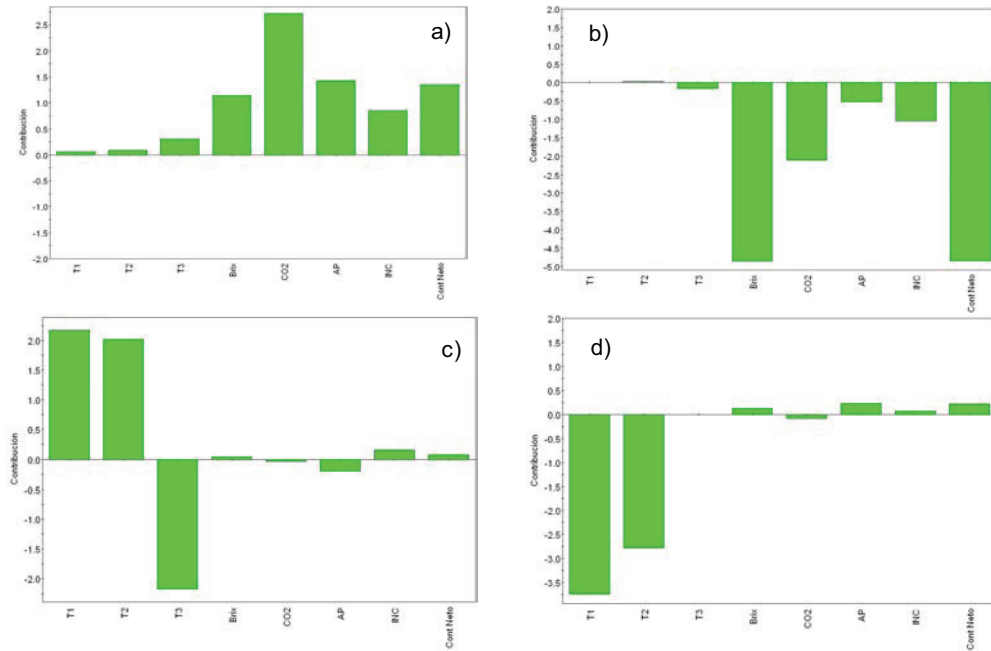 a)
Contribución
2.5
2.0
1.5
1.0
0.5
0.0
-0.5
-1.0
-1.5
-2.0
T1
T2
T3
Brix
CO2
AP
INC
Cont Neto
b)
Contribución
2.0
1.5
1.0
0.5
0.0
-0.5
-1.0
-1.5
-2.0
-2.5
-3.0
-3.5
-4.0
-4.5
-5.0
T1
T2
T3
Brix
CO2
AP
INC
Cont Neto
c)
Contribución
2.0
1.5
1.0
0.5
0.0
-0.5
-1.0
-1.5
-2.0
T1
T2
T3
Brix
CO2
AP
INC
Cont Neto
d)
Contribución
2.0
1.5
1.0
0.5
0.0
-0.5
-1.0
-1.5
-2.0
-2.5
-3.0
-3.5
T1
T2
T3
Brix
CO2
AP
INC
Cont Neto